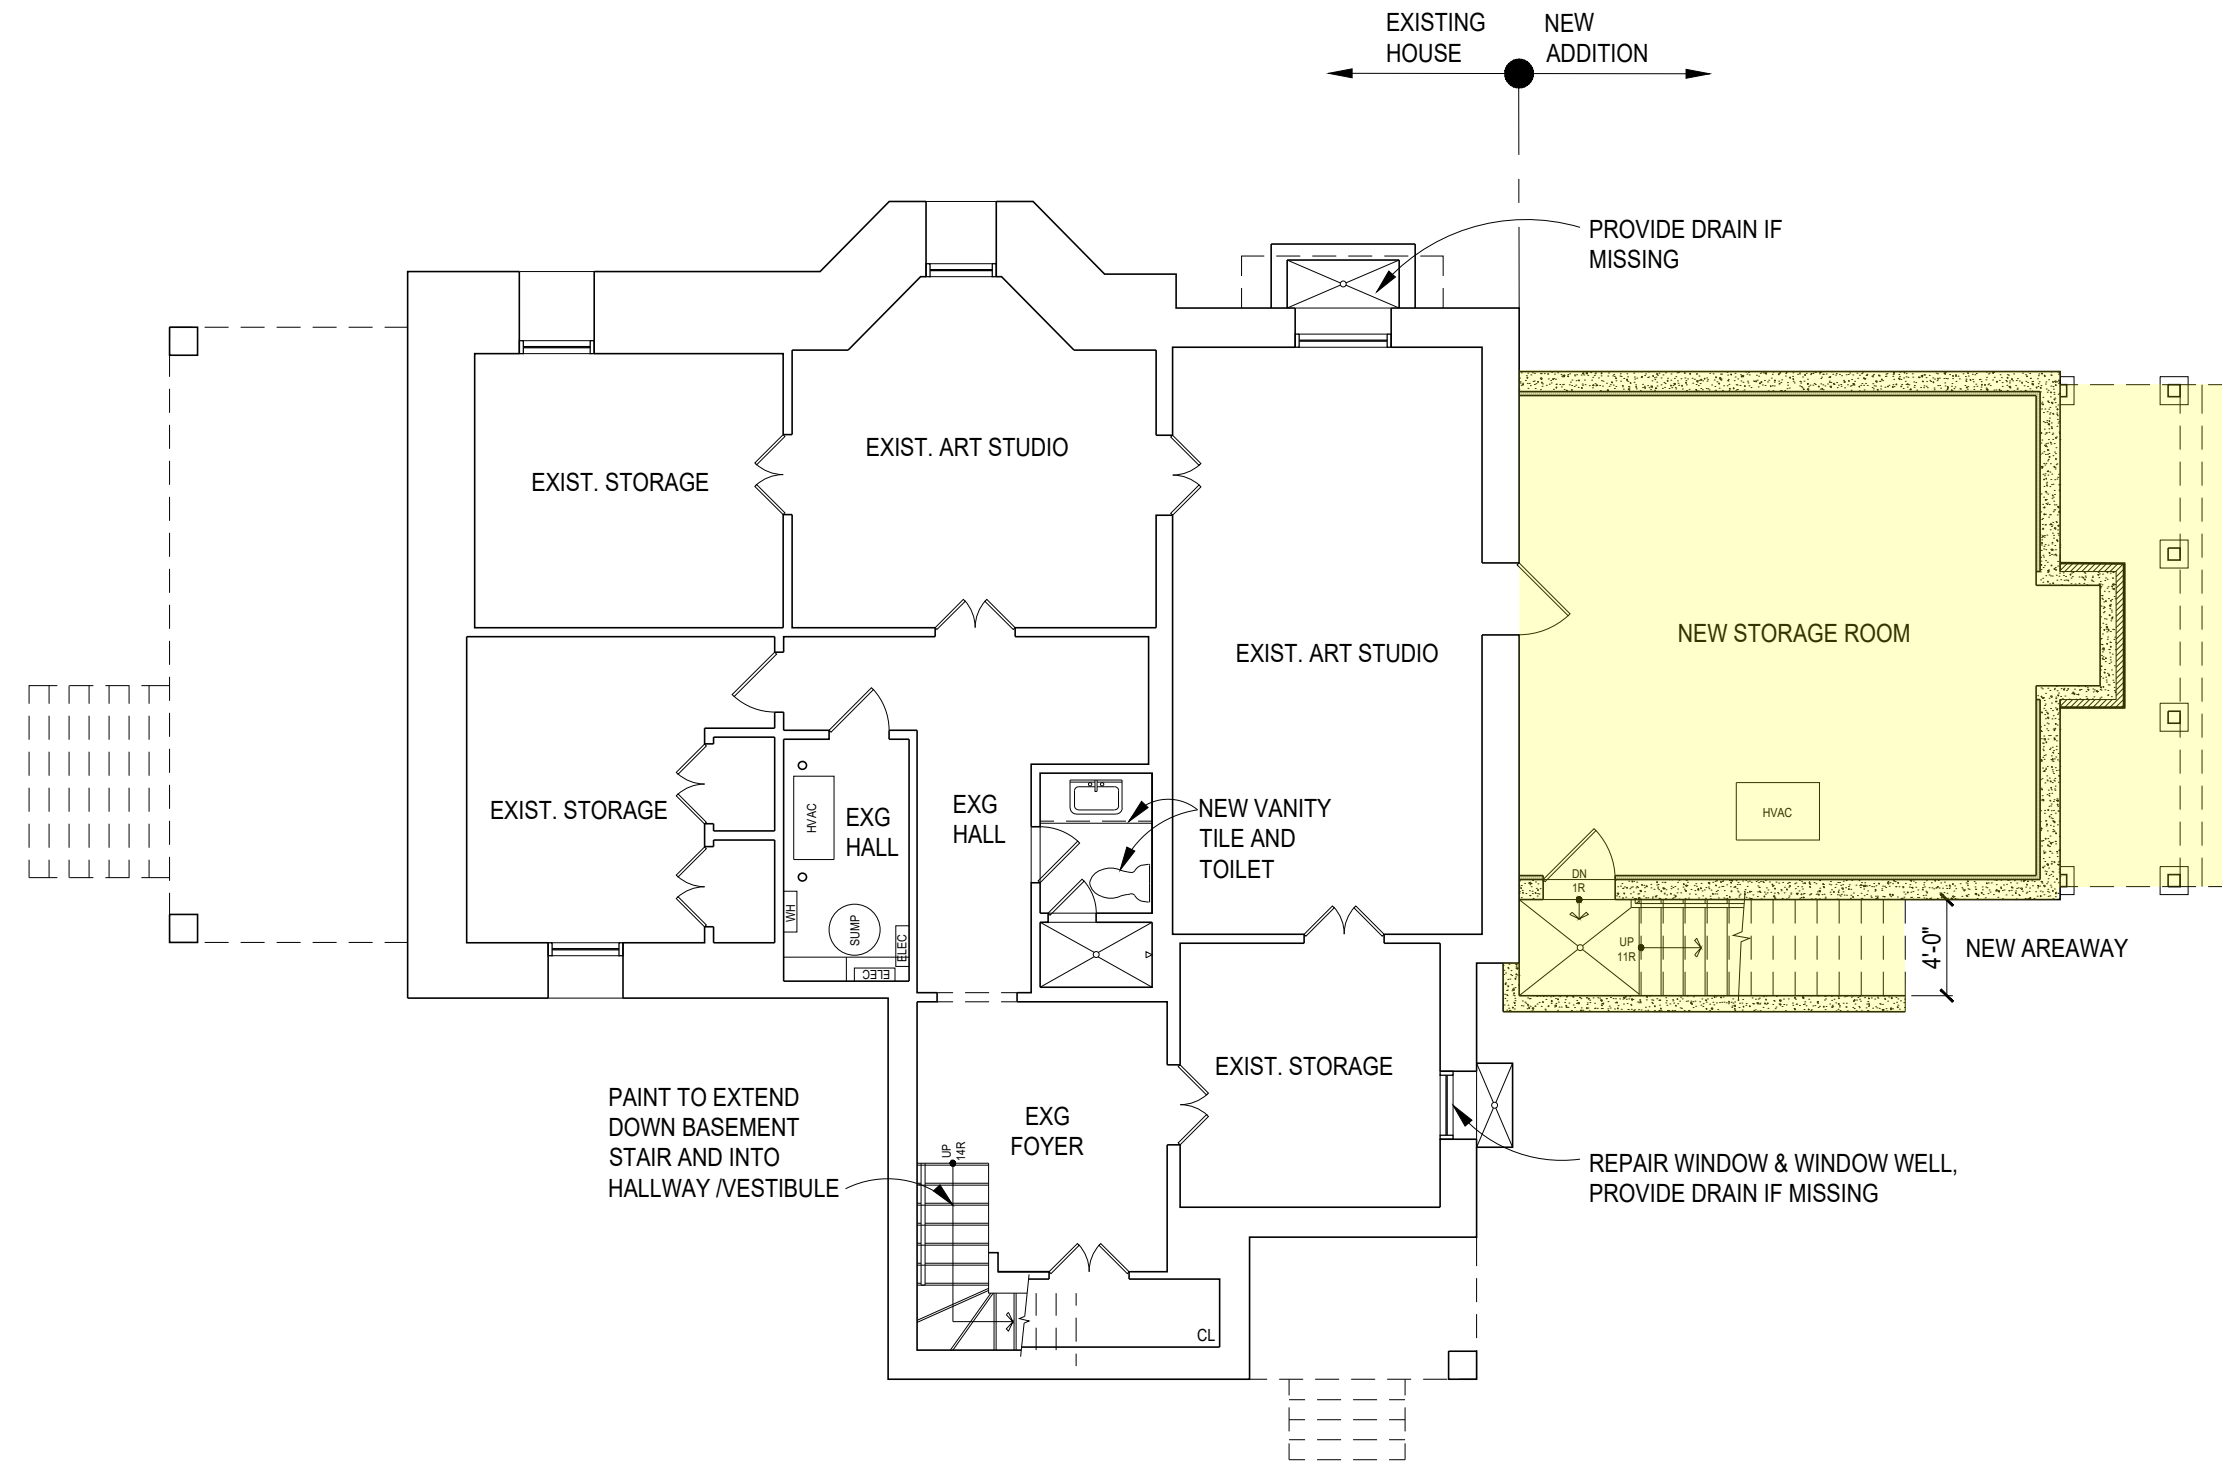 EXISTING
HOUSE
NEW
ADDITION
PROVIDE DRAIN IF
MISSING
EXIST. ART STUDIO
EXIST. STORAGE
EXIST. ART STUDIO
NEW STORAGE ROOM
EXIST. STORAGE
HVAC
EXG
HALL
EXG
HALL
NEW VANITY
TILE AND
TOILET
HVAC
WH
SUMP
ELEC
ELEC
DN
1R
UP
11R
4'-0"
NEW AREAWAY
EXIST. STORAGE
PAINT TO EXTEND
DOWN BASEMENT
STAIR AND INTO
HALLWAY /VESTIBULE
EXG
FOYER
UP
14R
REPAIR WINDOW & WINDOW WELL,
PROVIDE DRAIN IF MISSING
CL